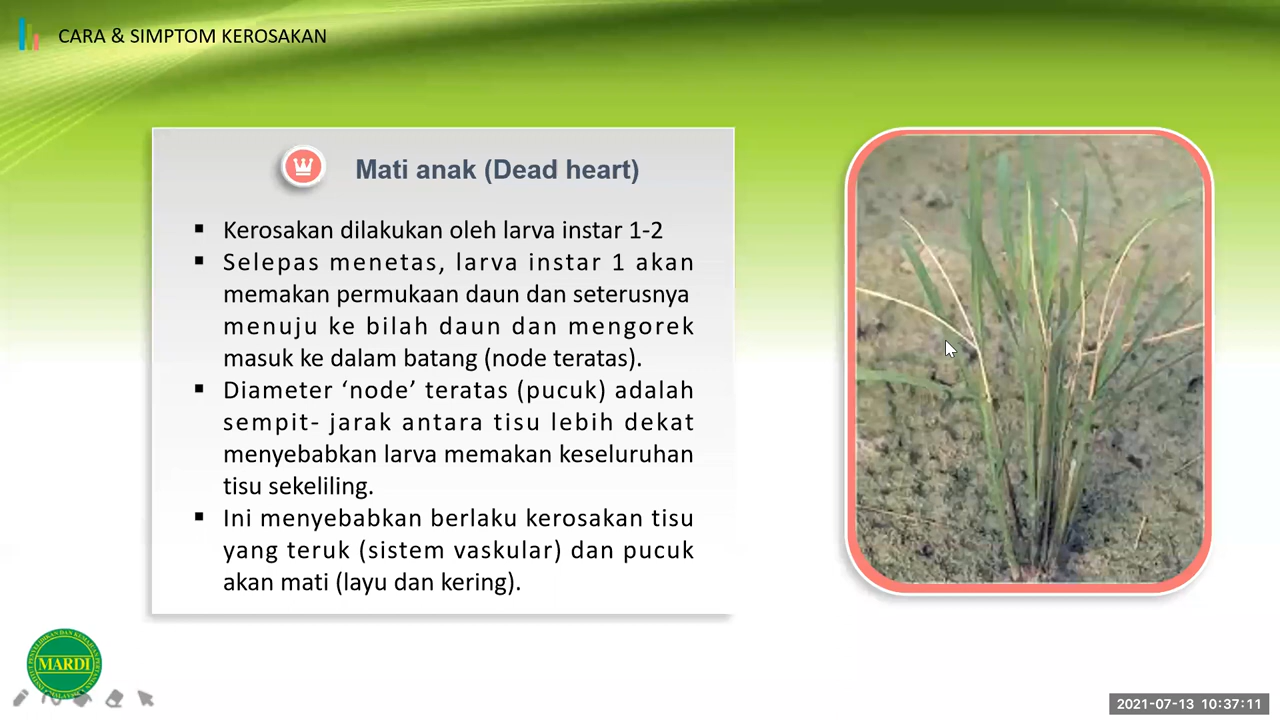 CARA & SIMPTOM KEROSAKAN
Mati anak (Dead heart)
▪ Kerosakan dilakukan oleh larva instar 1-2
▪ Selepas menetas, larva instar 1 akan
memakan permukaan daun dan seterusnya
menuju ke bilah daun dan mengorek
masuk ke dalam batang (node teratas).
▪ Diameter ‘node’ teratas (pucuk) adalah
sempit- jarak antara tisu lebih dekat
menyebabkan larva memakan keseluruhan
tisu sekeliling.
▪ Ini menyebabkan berlaku kerosakan tisu
yang teruk (sistem vaskular) dan pucuk
akan mati (layu dan kering).
MARDI
2021-07-13 10:37:11